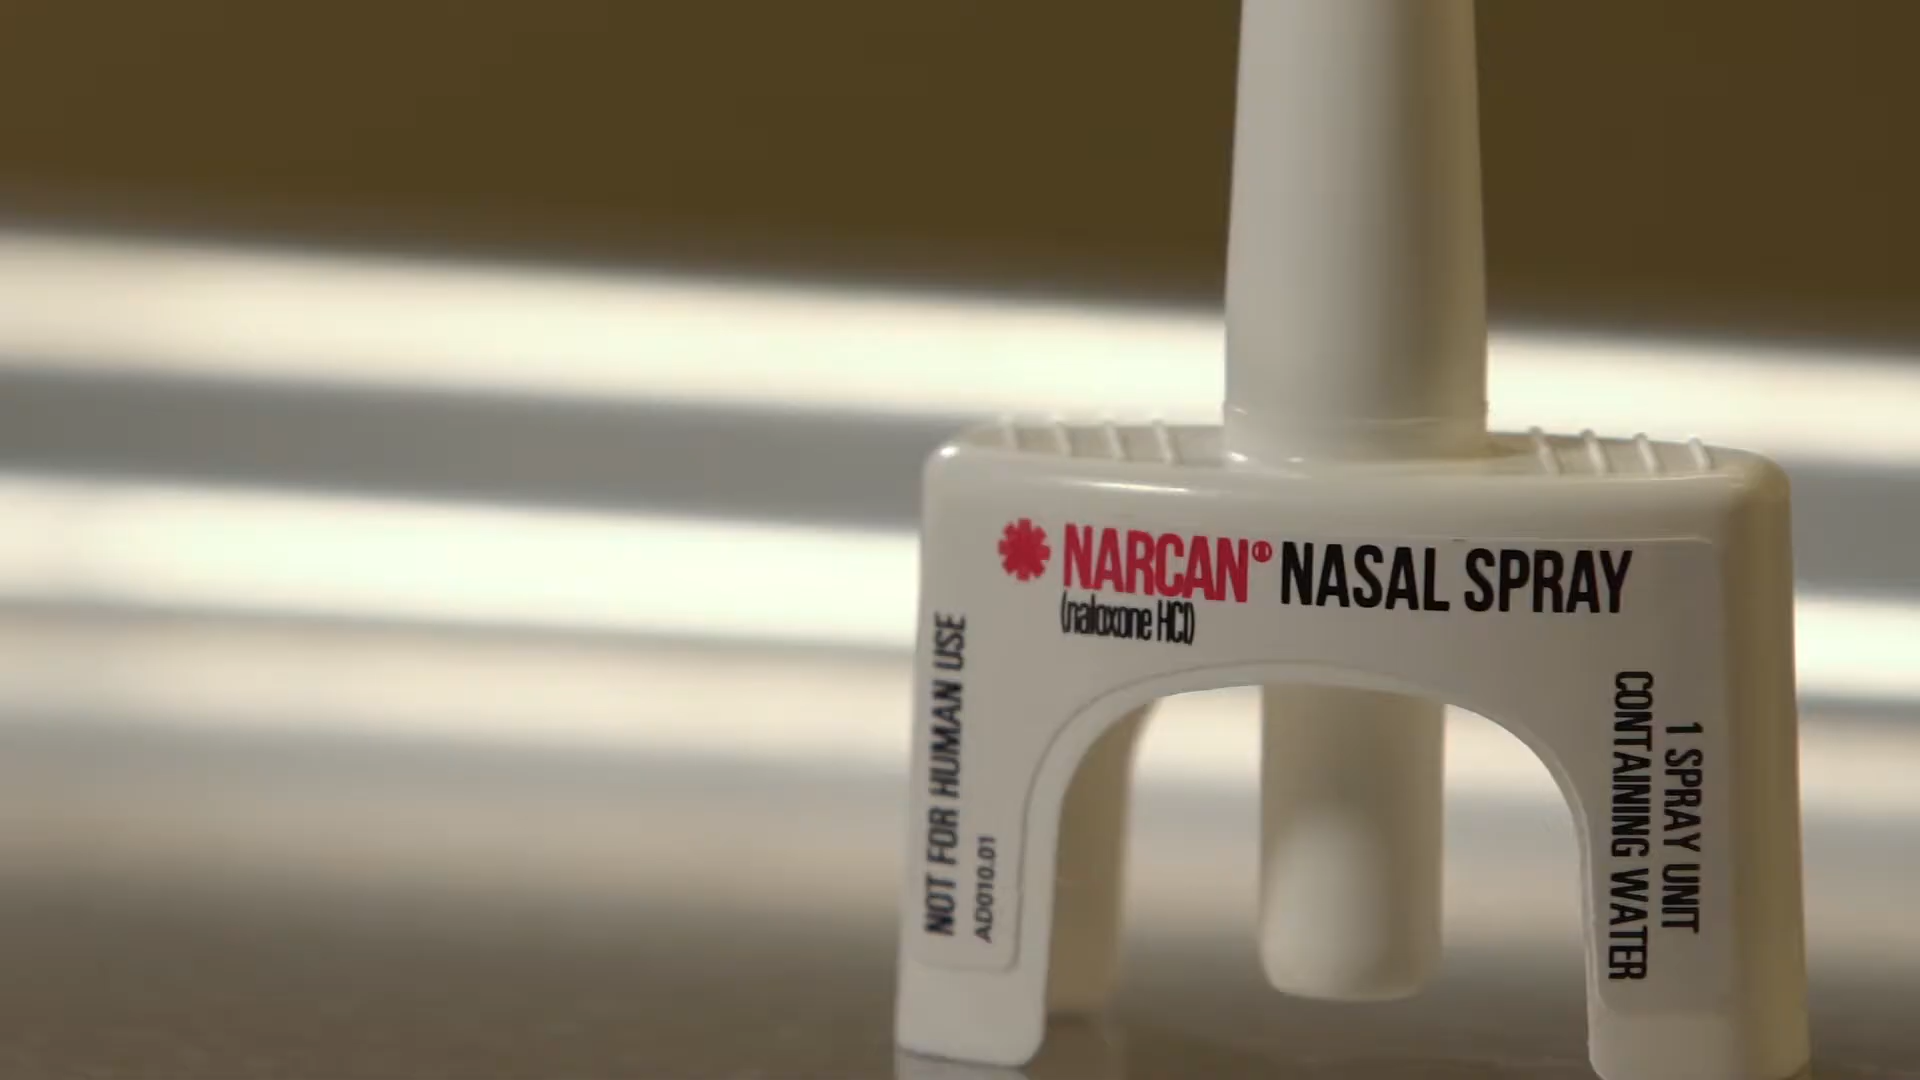 NARCAN® NASAL SPRAY
(naloxone HCl)
NOT FOR HUMAN USE
AD010.01
1 SPRAY UNIT
CONTAINING WATER